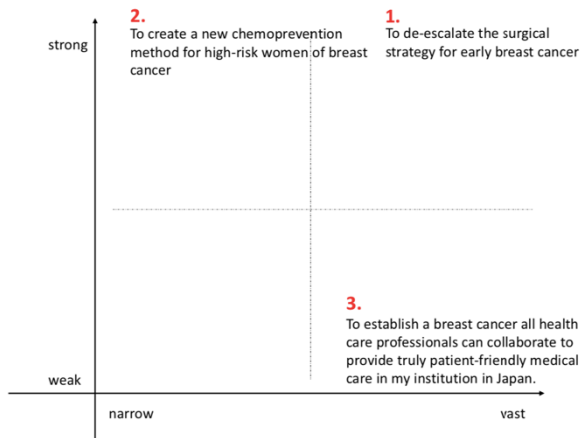 2.
To create a new chemoprevention
method for high-risk women of breast
cancer
1.
To de-escalate the surgical
strategy for early breast cancer
strong
3.
To establish a breast cancer all health
care professionals can collaborate to
provide truly patient-friendly medical
care in my institution in Japan.
weak
narrow
vast